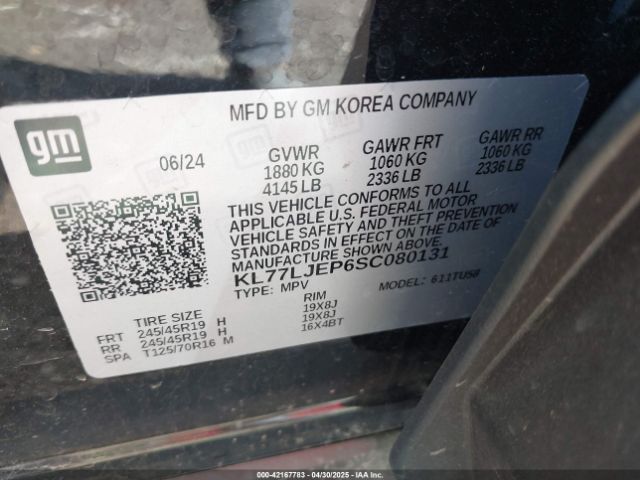 MFD BY GM KOREA COMPANY
gm
06/24
GVWR
1880 KG
4145 LB
GAWR FRT
1060 KG
2336 LB
GAWR RR
1060 KG
2336 LB
THIS VEHICLE CONFORMS TO ALL
APPLICABLE U.S. FEDERAL MOTOR
VEHICLE SAFETY AND THEFT PREVENTION
STANDARDS IN EFFECT ON THE DATE OF
MANUFACTURE SHOWN ABOVE.
KL77LJEP6SC080131
TYPE: MPV
MODEL: 611TU58
TIRE SIZE
RIM
FRT 245/45R19 H 19X8J
RR 245/45R19 H 19X8J
SPA T125/70R16 M 16X4BT
000-42167783 - 04/30/2025 - IAAI.COM